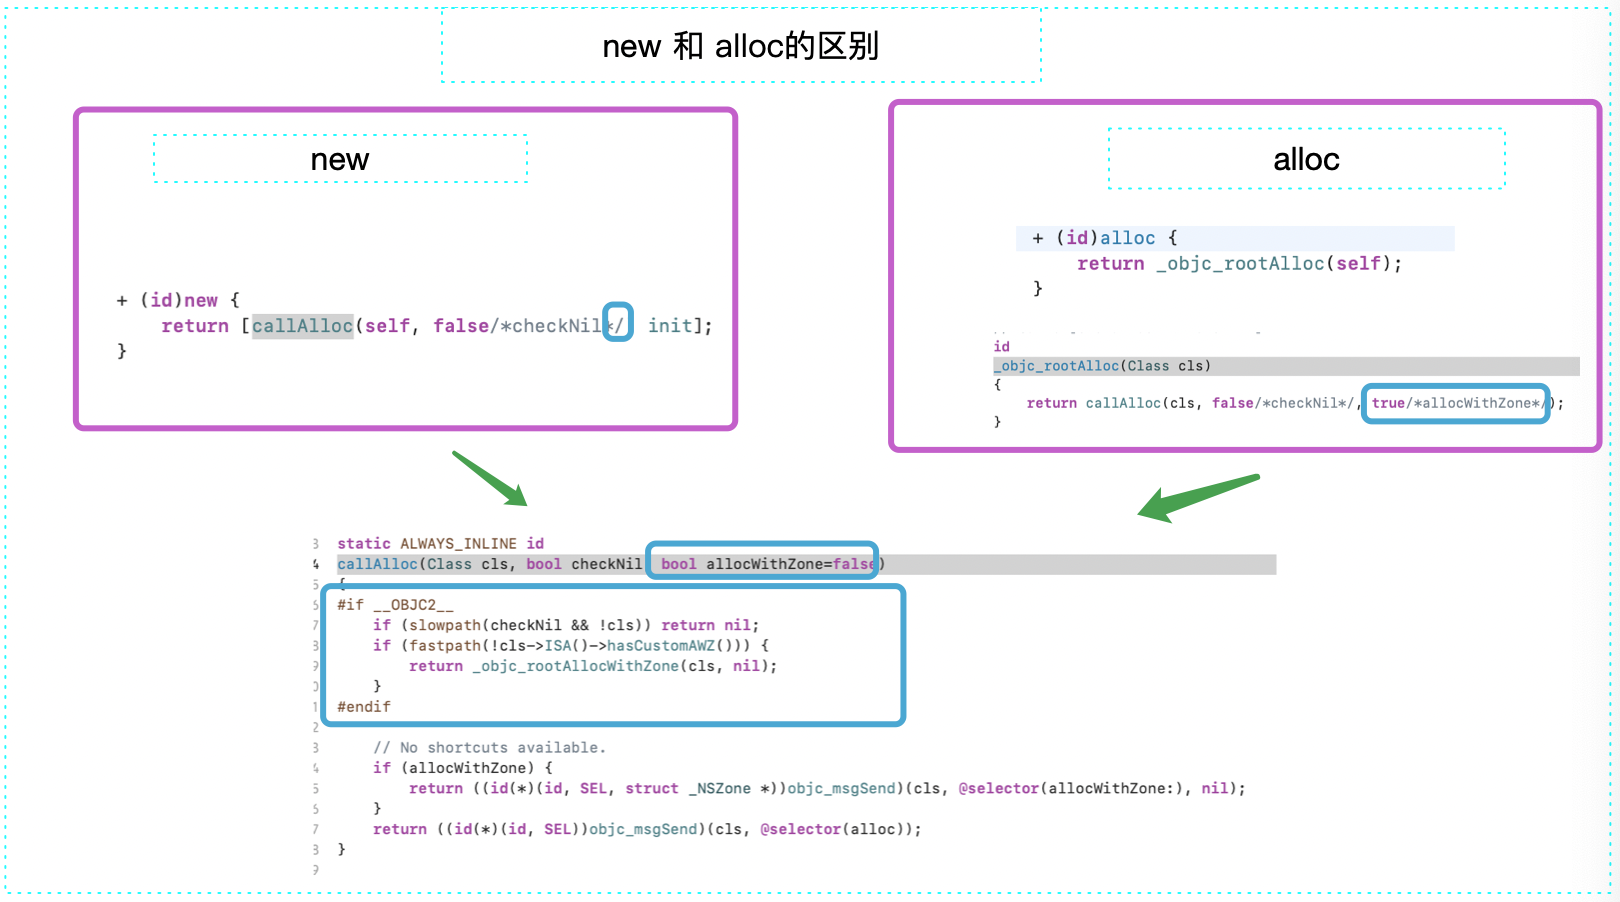 new 和 alloc的区别
new
+ (id)new {
    return [callAlloc(self, false/*checkNil*/ init];
}
alloc
+ (id)alloc {
    return _objc_rootAlloc(self);
}
id
_objc_rootAlloc(Class cls)
{
    return callAlloc(cls, false/*checkNil*/, true/*allocWithZone*/);
}
3 static ALWAYS_INLINE id
4 callAlloc(Class cls, bool checkNil bool allocWithZone=false)
5 {
6 #if __OBJC2__
7     if (slowpath(checkNil && !cls)) return nil;
8     if (fastpath(!cls->ISA()->hasCustomAWZ())) {
9         return _objc_rootAllocWithZone(cls, nil);
0     }
1 #endif
2
3     // No shortcuts available.
4     if (allocWithZone) {
5         return ((id(*)(id, SEL, struct _NSZone *))objc_msgSend)(cls, @selector(allocWithZone:), nil);
6     }
7     return ((id(*)(id, SEL))objc_msgSend)(cls, @selector(alloc));
8 }
9